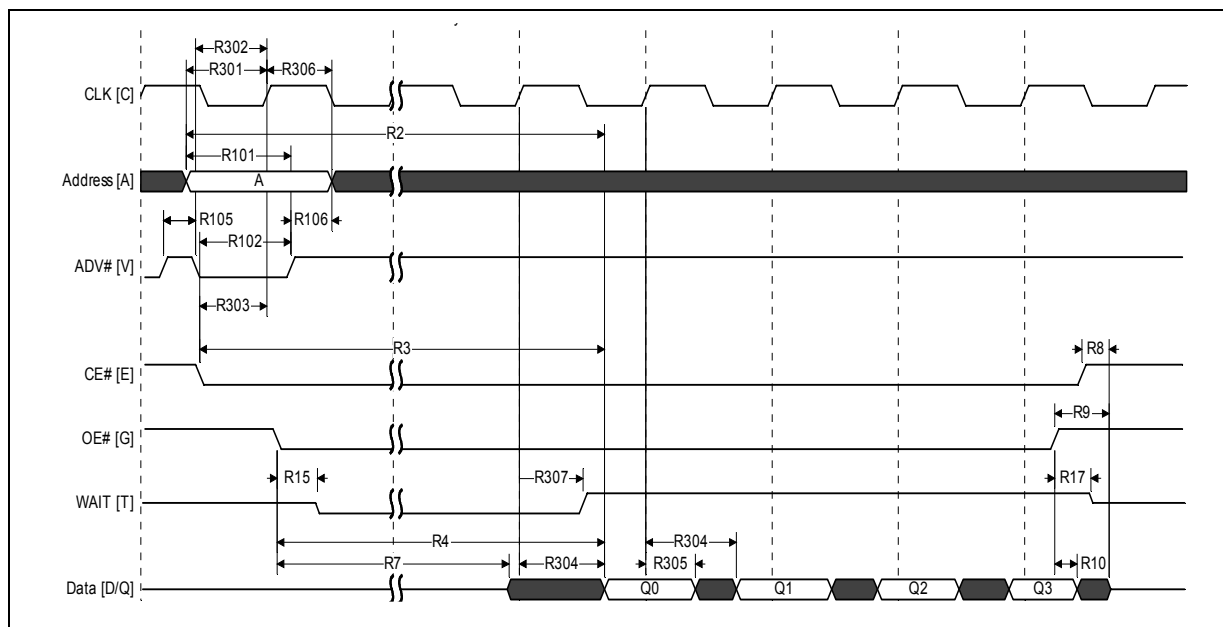 R302
R301 R306
CLK [C]
R2
R101
Address [A] A
R105 R106
R102
ADV# [V]
R303
R3
CE# [E] R8
R9
OE# [G]
R15 R307 R17
WAIT [T]
R4 R304
R7 R304 R305 R10
Data [D/Q] Q0 Q1 Q2 Q3